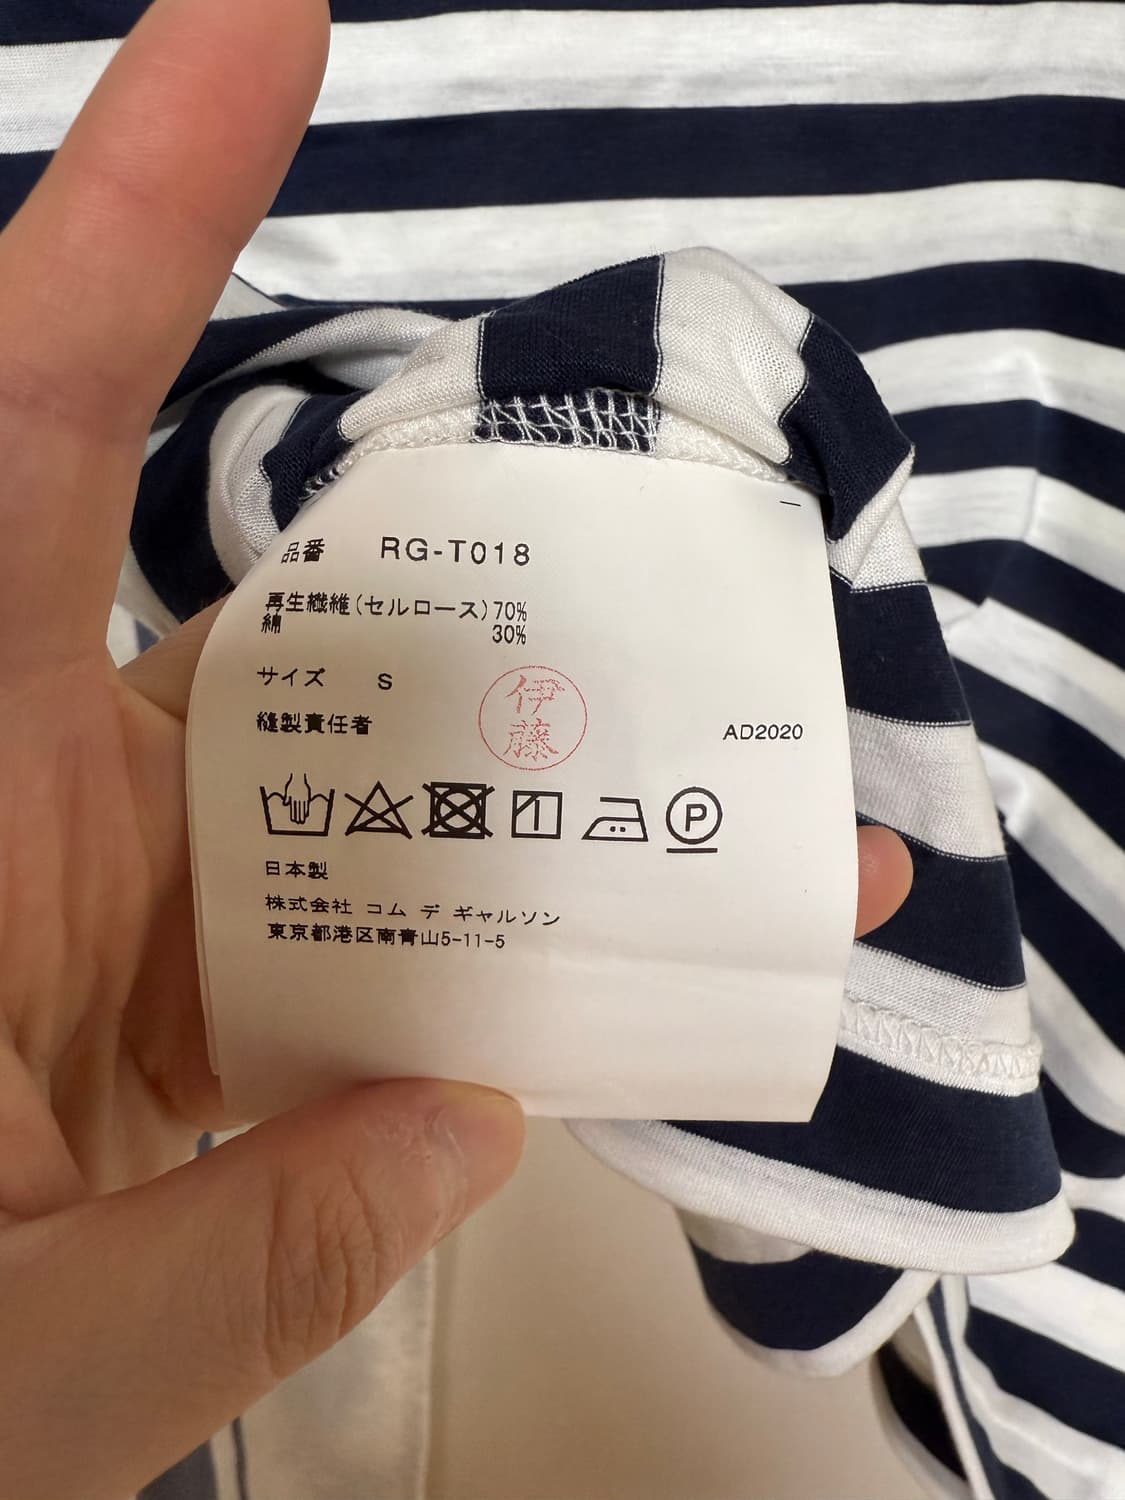 品番 RG-T018
再生繊維(セルロース)70%
綿 30%
サイズ S
縫製責任者 伊藤
AD2020
P
日本製
株式会社 コム デ ギャルソン
東京都港区南青山5-11-5